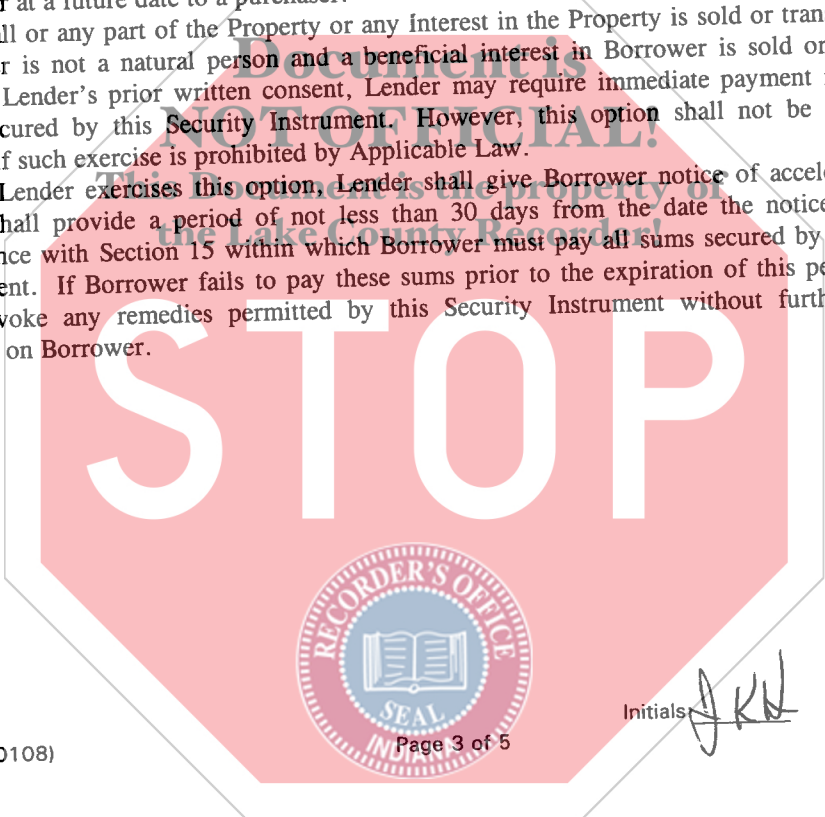 r at a future date to a purchaser.
ll or any part of the Property or any Interest in the Property is sold or tran
r is not a natural person and a beneficial interest in Borrower is sold or
Lender's prior written consent, Lender may require immediate payment
cured by this Security Instrument. However, this option shall not be
f such exercise is prohibited by Applicable Law.
Lender exercises this option, Lender shall give Borrower notice of accel
hall provide a period of not less than 30 days from the date the notice
nce with Section 15 within which Borrower must pay all sums secured by
ent. If Borrower fails to pay these sums prior to the expiration of this pe
voke any remedies permitted by this Security Instrument without furth
on Borrower.
Document is
NOT OFFICIAL!
This Document is the property of
the Lake County Recorder!
STOP
RECORDER'S OFFICE
SEAL
INDIANA
Initials JKH
0108)
Page 3 of 5